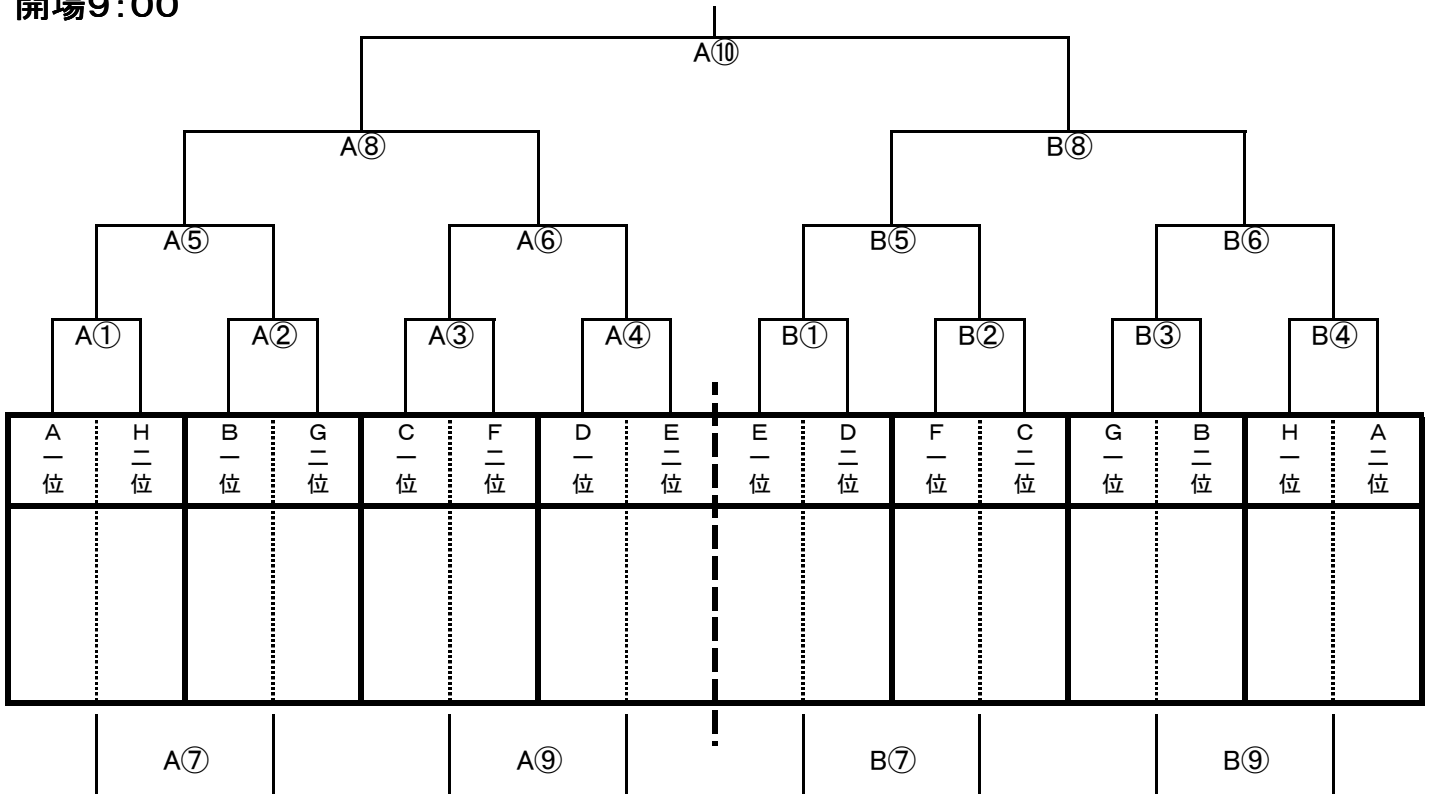 開場9:00
A⑩
A⑧ B⑧
A⑤ A⑥ B⑤ B⑥
A① A② A③ A④ B① B② B③ B④
A一位 H二位 B一位 G二位 C一位 F二位 D一位 E二位 E一位 D二位 F一位 C二位 G一位 B二位 H一位 A二位
A⑦ A⑨ B⑦ B⑨